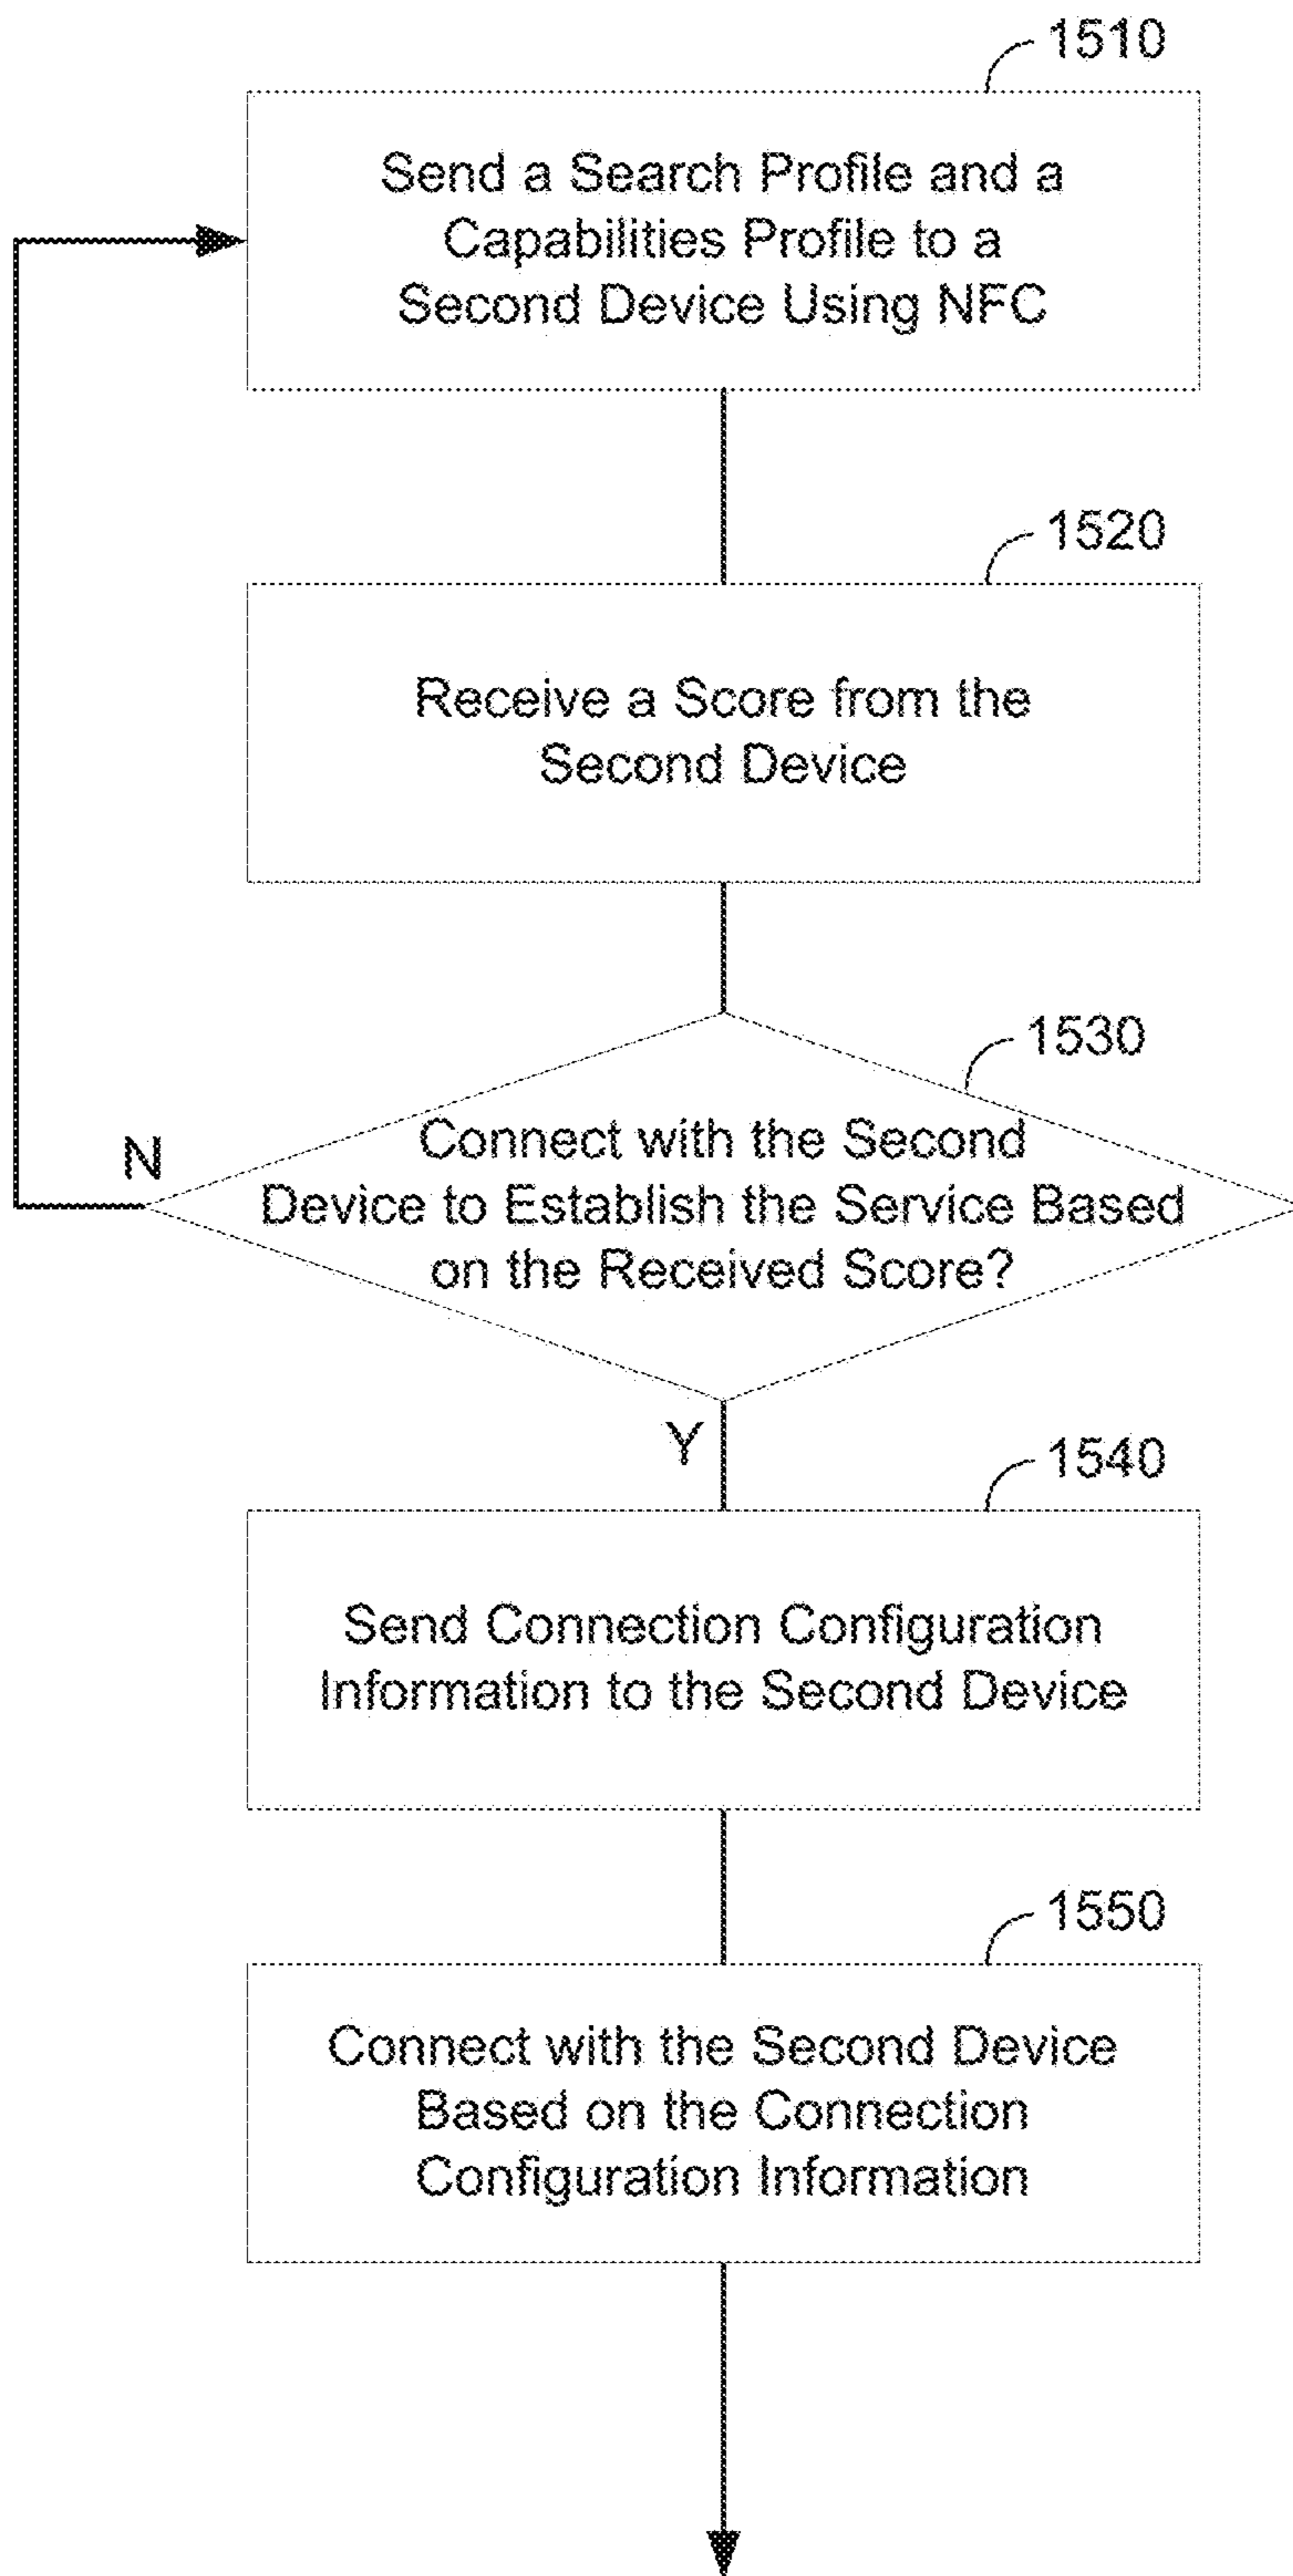 1510
Send a Search Profile and a
Capabilities Profile to a
Second Device Using NFC
1520
Receive a Score from the
Second Device
1530
N
Connect with the Second
Device to Establish the Service Based
on the Received Score?
Y
1540
Send Connection Configuration
Information to the Second Device
1550
Connect with the Second Device
Based on the Connection
Configuration Information